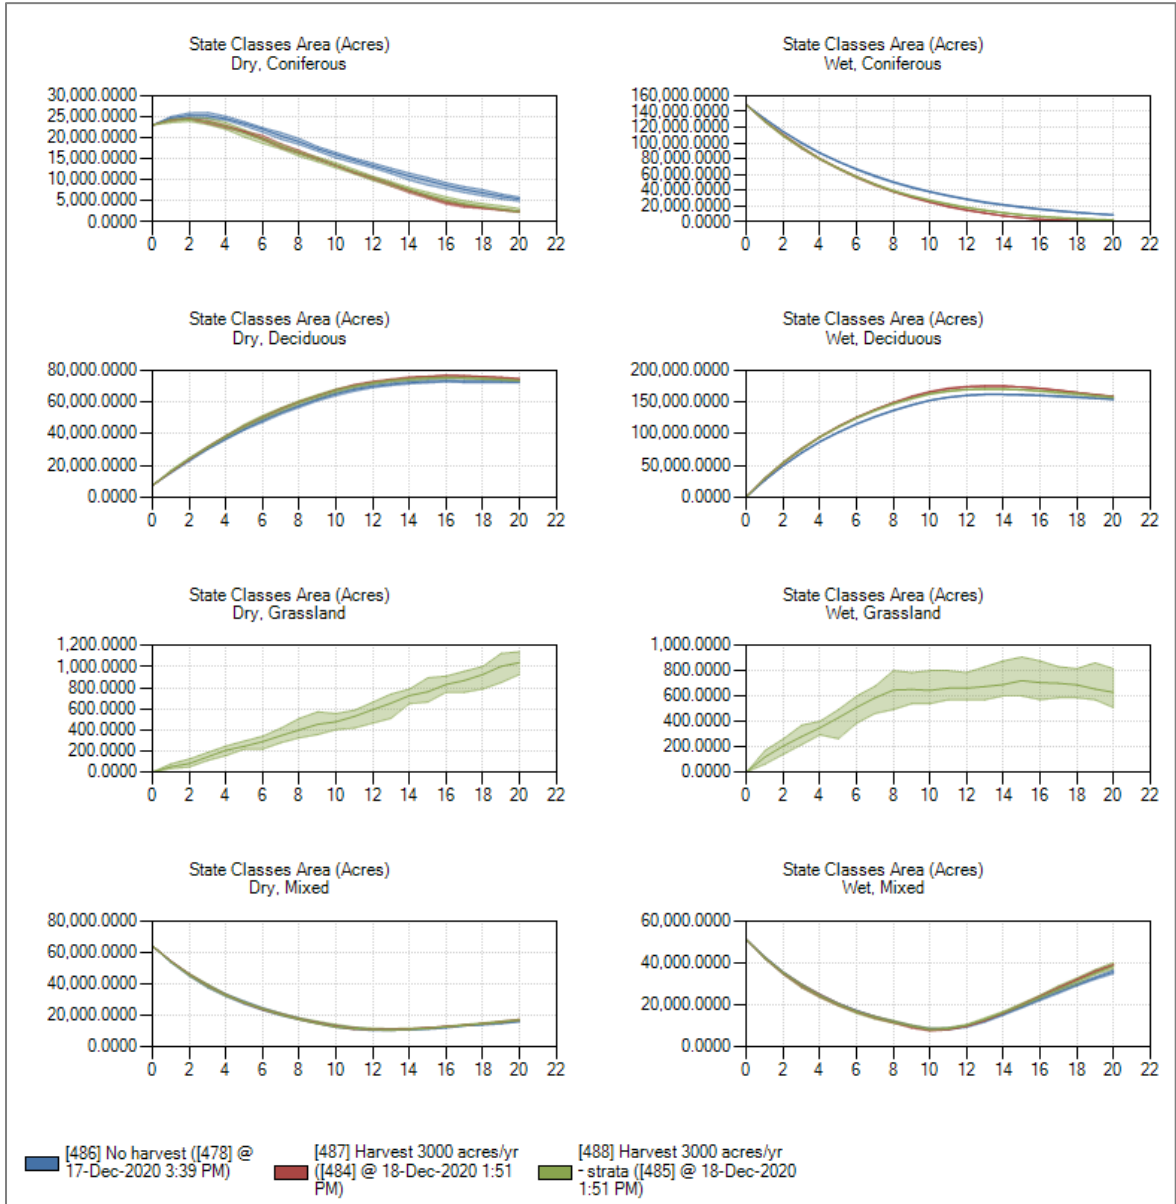 State Classes Area (Acres)
Dry, Coniferous
30,000.0000
25,000.0000
20,000.0000
15,000.0000
10,000.0000
5,000.0000
0.0000
0 2 4 6 8 10 12 14 16 18 20 22
State Classes Area (Acres)
Wet, Coniferous
160,000.0000
140,000.0000
120,000.0000
100,000.0000
80,000.0000
60,000.0000
40,000.0000
20,000.0000
0.0000
0 2 4 6 8 10 12 14 16 18 20 22
State Classes Area (Acres)
Dry, Deciduous
80,000.0000
60,000.0000
40,000.0000
20,000.0000
0.0000
0 2 4 6 8 10 12 14 16 18 20 22
State Classes Area (Acres)
Wet, Deciduous
200,000.0000
150,000.0000
100,000.0000
50,000.0000
0.0000
0 2 4 6 8 10 12 14 16 18 20 22
State Classes Area (Acres)
Dry, Grassland
1,200.0000
1,000.0000
800.0000
600.0000
400.0000
200.0000
0.0000
0 2 4 6 8 10 12 14 16 18 20 22
State Classes Area (Acres)
Wet, Grassland
1,000.0000
800.0000
600.0000
400.0000
200.0000
0.0000
0 2 4 6 8 10 12 14 16 18 20 22
State Classes Area (Acres)
Dry, Mixed
80,000.0000
60,000.0000
40,000.0000
20,000.0000
0.0000
0 2 4 6 8 10 12 14 16 18 20 22
State Classes Area (Acres)
Wet, Mixed
60,000.0000
40,000.0000
20,000.0000
0.0000
0 2 4 6 8 10 12 14 16 18 20 22
[486] No harvest ([478] @
17-Dec-2020 3:39 PM)
[487] Harvest 3000 acres/yr
([484] @ 18-Dec-2020 1:51
PM)
[488] Harvest 3000 acres/yr
- strata ([485] @ 18-Dec-2020
1:51 PM)